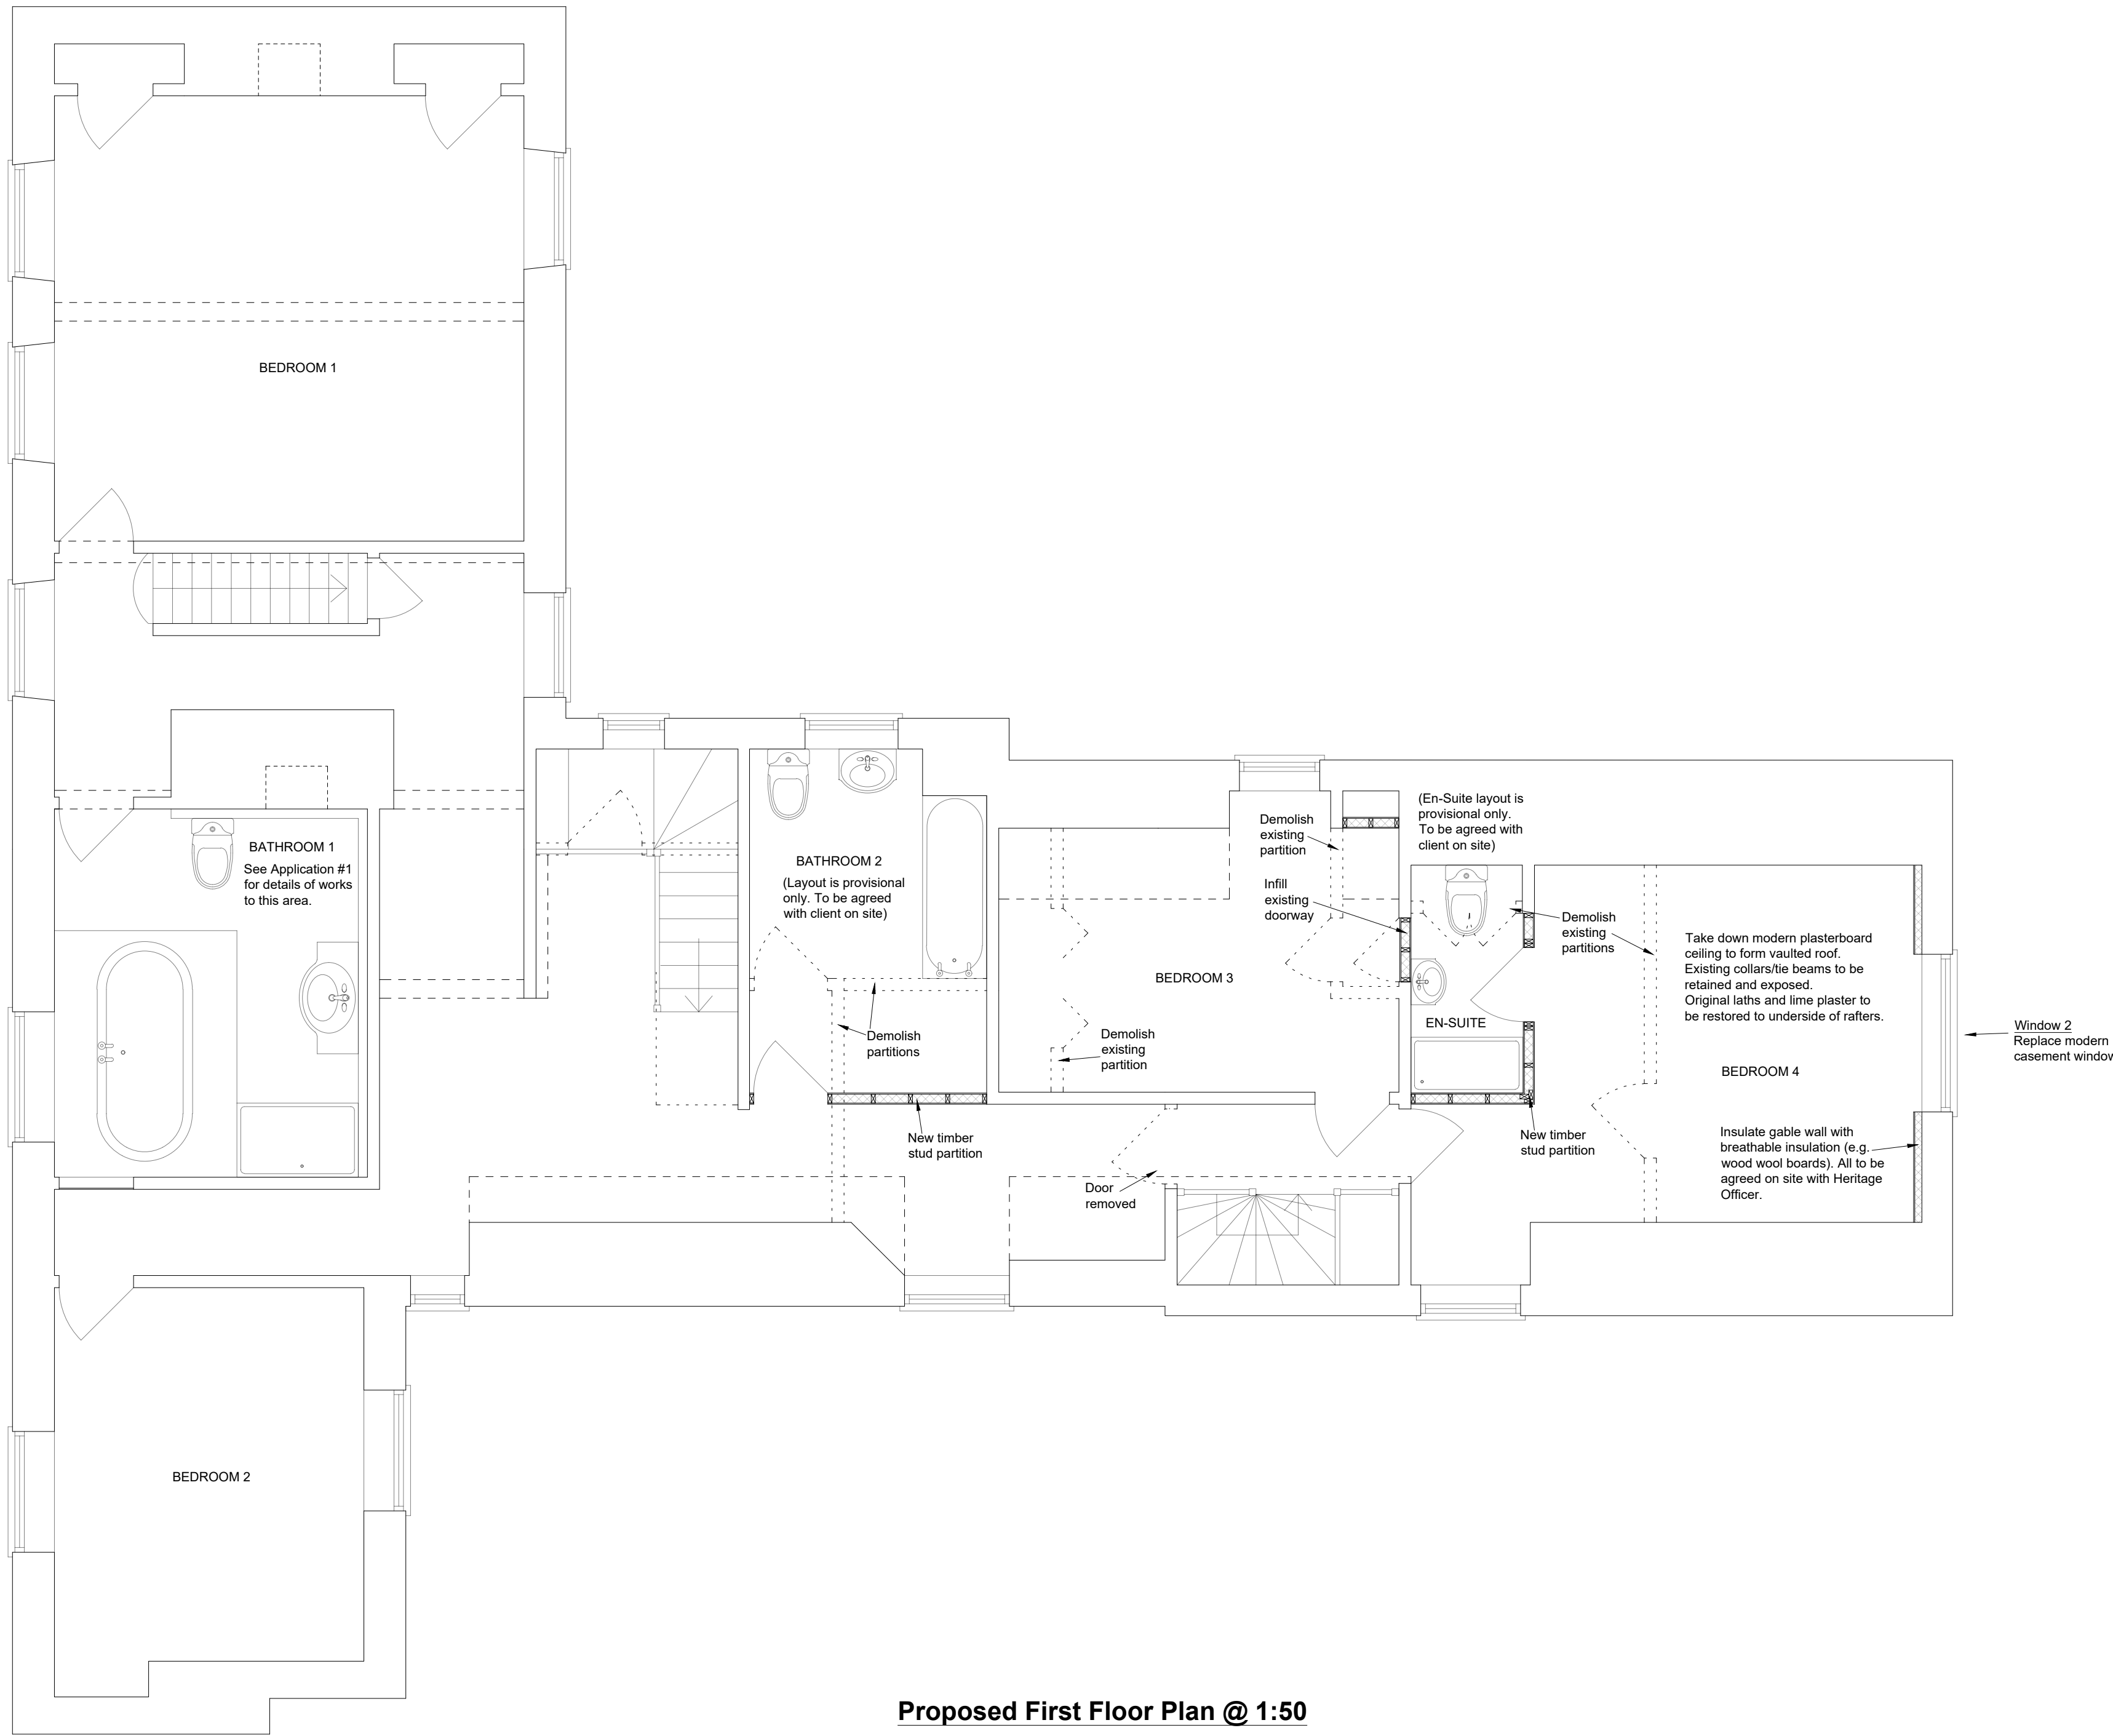 BEDROOM 1
BATHROOM 1
See Application #1
for details of works
to this area.
BATHROOM 2
(Layout is provisional
only. To be agreed
with client on site)
Demolish
partitions
New timber
stud partition
BEDROOM 3
Demolish
existing
partition
Demolish
existing
partition
Infill
existing
doorway
Door
removed
(En-Suite layout is
provisional only.
To be agreed with
client on site)
EN-SUITE
Demolish
existing
partitions
New timber
stud partition
Take down modern plasterboard
ceiling to form vaulted roof.
Existing collars/tie beams to be
retained and exposed.
Original laths and lime plaster to
be restored to underside of rafters.
BEDROOM 4
Insulate gable wall with
breathable insulation (e.g.
wood wool boards). All to be
agreed on site with Heritage
Officer.
Window 2
Replace modern
casement window
BEDROOM 2
Proposed First Floor Plan @ 1:50